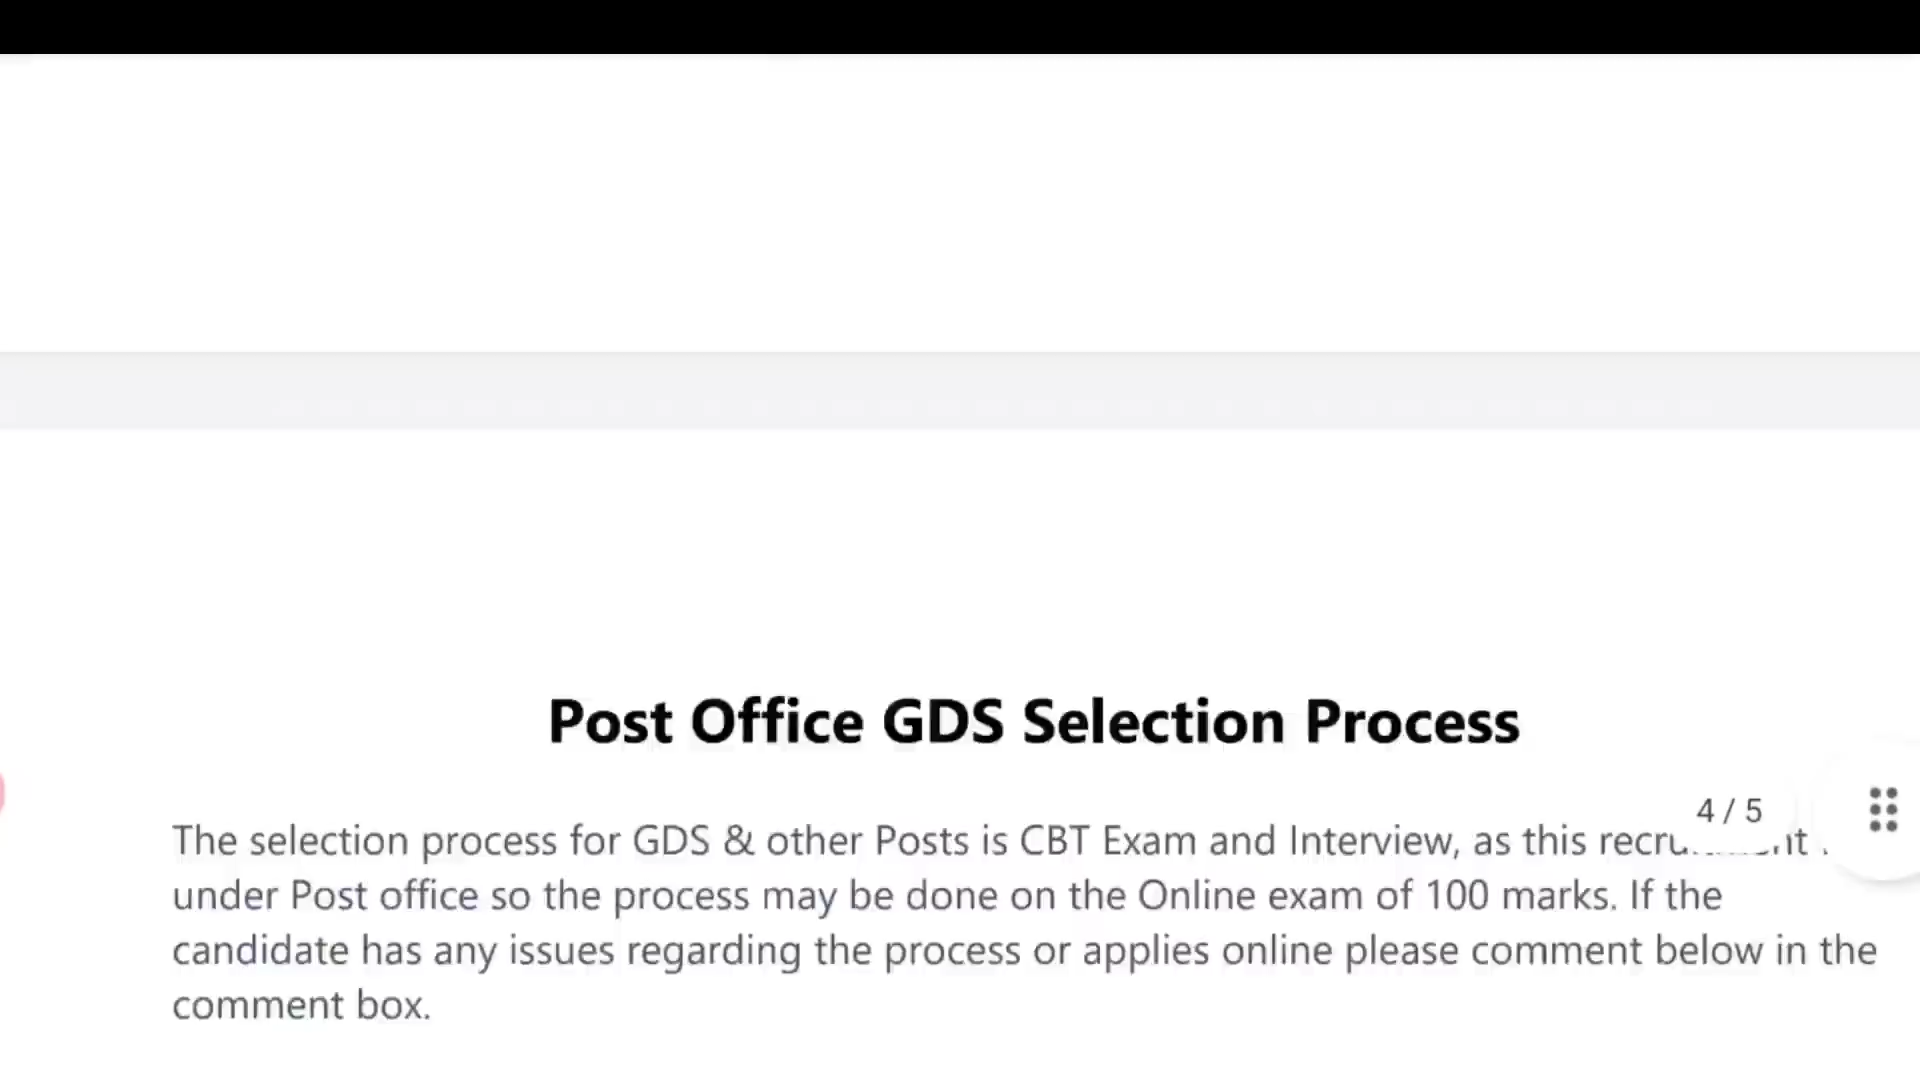 Post Office GDS Selection Process
4 / 5
The selection process for GDS & other Posts is CBT Exam and Interview, as this
under Post office so the process may be done on the Online exam of 100 marks. If the
candidate has any issues regarding the process or applies online please comment below in the
comment box.